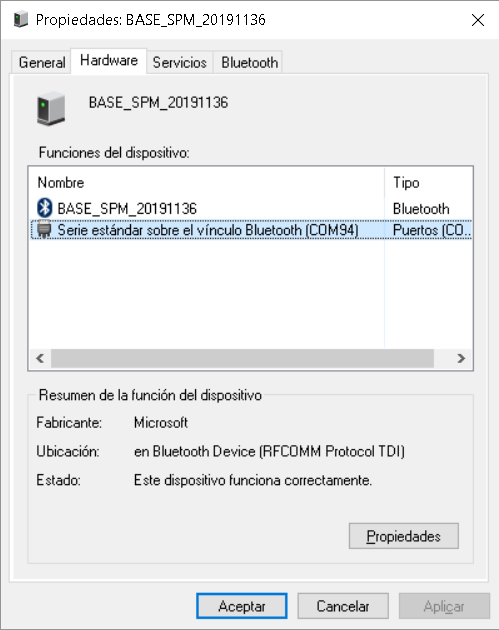 Propiedades: BASE_SPM_20191136
General Hardware Servicios Bluetooth
BASE_SPM_20191136
Funciones del dispositivo:
Nombre Tipo
BASE_SPM_20191136 Bluetooth
Serie estándar sobre el vínculo Bluetooth (COM94) Puertos (CO...
Resumen de la función del dispositivo
Fabricante: Microsoft
Ubicación: en Bluetooth Device (RFCOMM Protocol TDI)
Estado: Este dispositivo funciona correctamente.
Propiedades
Aceptar Cancelar Aplicar